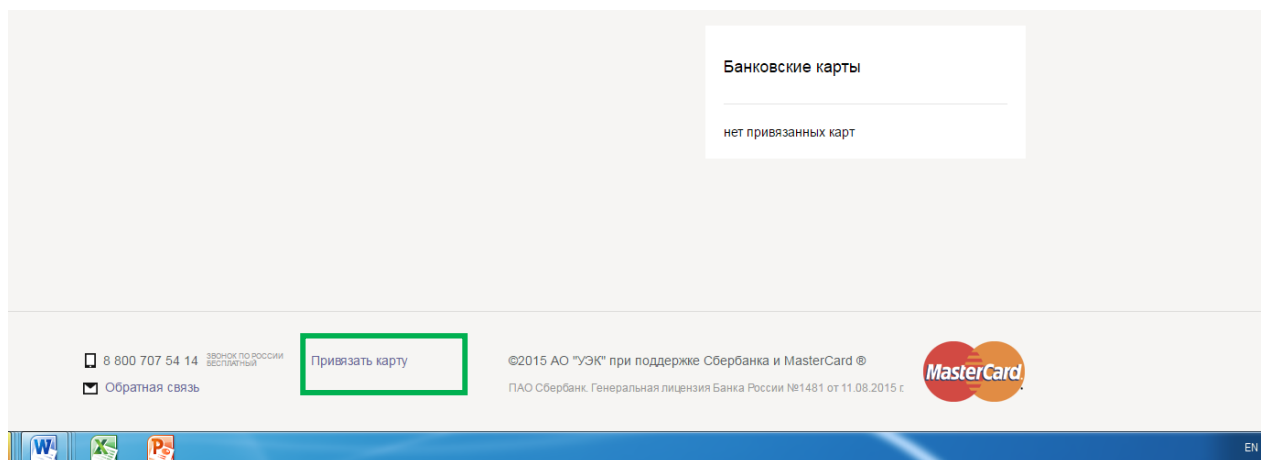 Банковские карты
нет привязанных карт
8 800 707 54 14 ЗВОНОК ПО РОССИИ БЕСПЛАТНЫЙ
Обратная связь
Привязать карту
©2015 АО "УЭК" при поддержке Сбербанка и MasterCard ®
ПАО Сбербанк. Генеральная лицензия Банка России №1481 от 11.08.2015 г.
MasterCard
EN